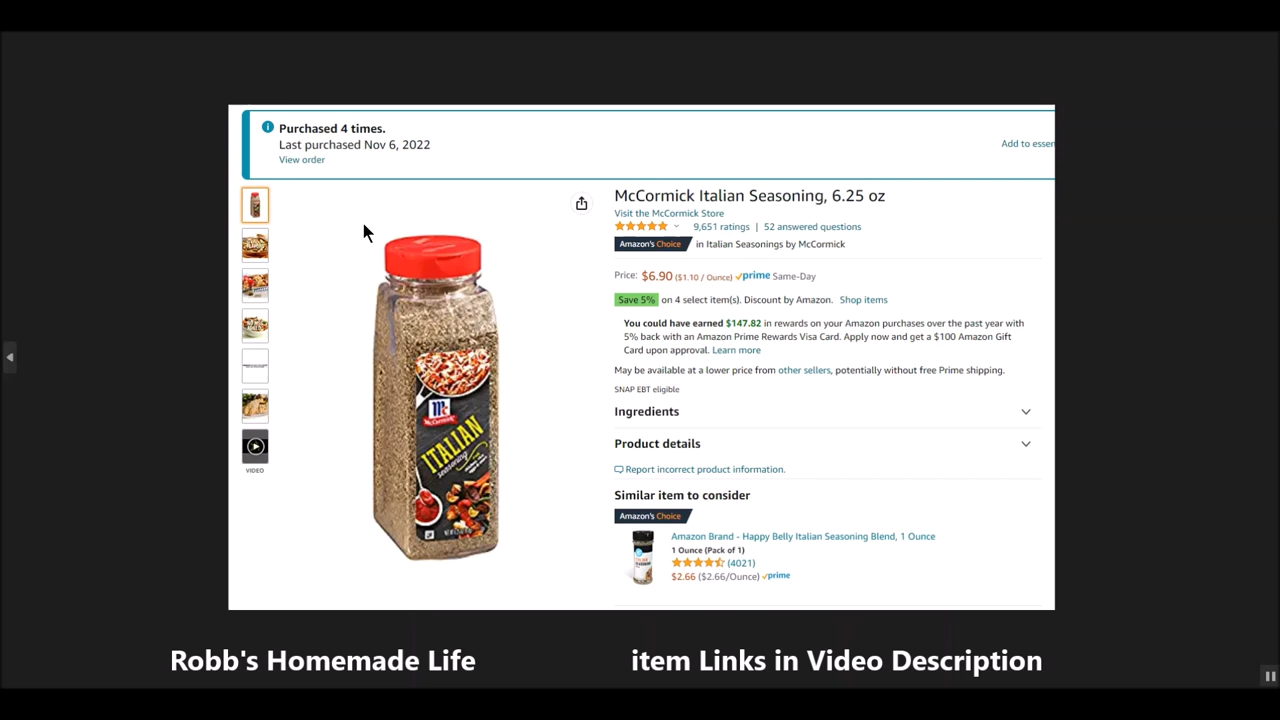 Purchased 4 times.
Last purchased Nov 6, 2022
View order
Add to essen
McCormick Italian Seasoning, 6.25 oz
Visit the McCormick Store
9,651 ratings | 52 answered questions
Amazon's Choice in Italian Seasonings by McCormick
Price: $6.90 ($1.10 / Ounce) prime Same-Day
Save 5% on 4 select item(s). Discount by Amazon. Shop items
You could have earned $147.82 in rewards on your Amazon purchases over the past year with
5% back with an Amazon Prime Rewards Visa Card. Apply now and get a $100 Amazon Gift
Card upon approval. Learn more
May be available at a lower price from other sellers, potentially without free Prime shipping.
SNAP EBT eligible
Ingredients
Product details
Report incorrect product information.
Similar item to consider
Amazon's Choice
Amazon Brand - Happy Belly Italian Seasoning Blend, 1 Ounce
1 Ounce (Pack of 1)
(4021)
$2.66 ($2.66/Ounce) prime
VIDEO
McCormick
ITALIAN
seasoning
Robb's Homemade Life
item Links in Video Description